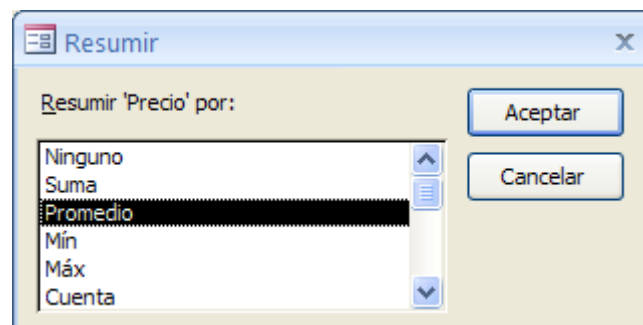 Resumir
Resumir 'Precio' por:
Aceptar
Ninguno
Suma
Promedio
Mín
Máx
Cuenta
Cancelar